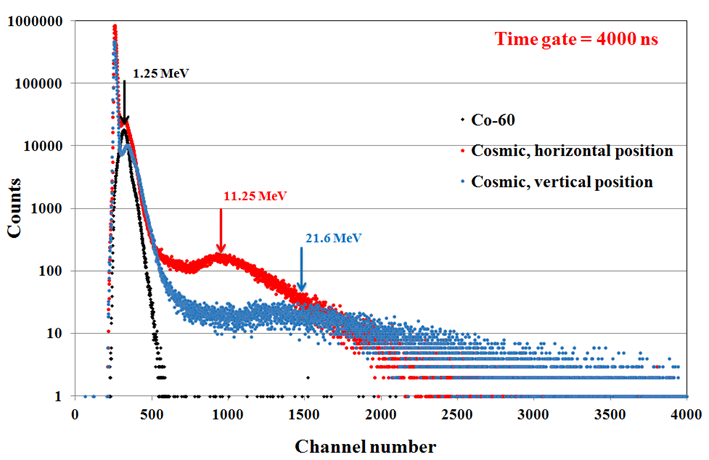 Time gate = 4000 ns
1000000
100000
10000
1000
100
10
1
Counts
1.25 MeV
11.25 MeV
21.6 MeV
Co-60
Cosmic, horizontal position
Cosmic, vertical position
0 500 1000 1500 2000 2500 3000 3500 4000
Channel number